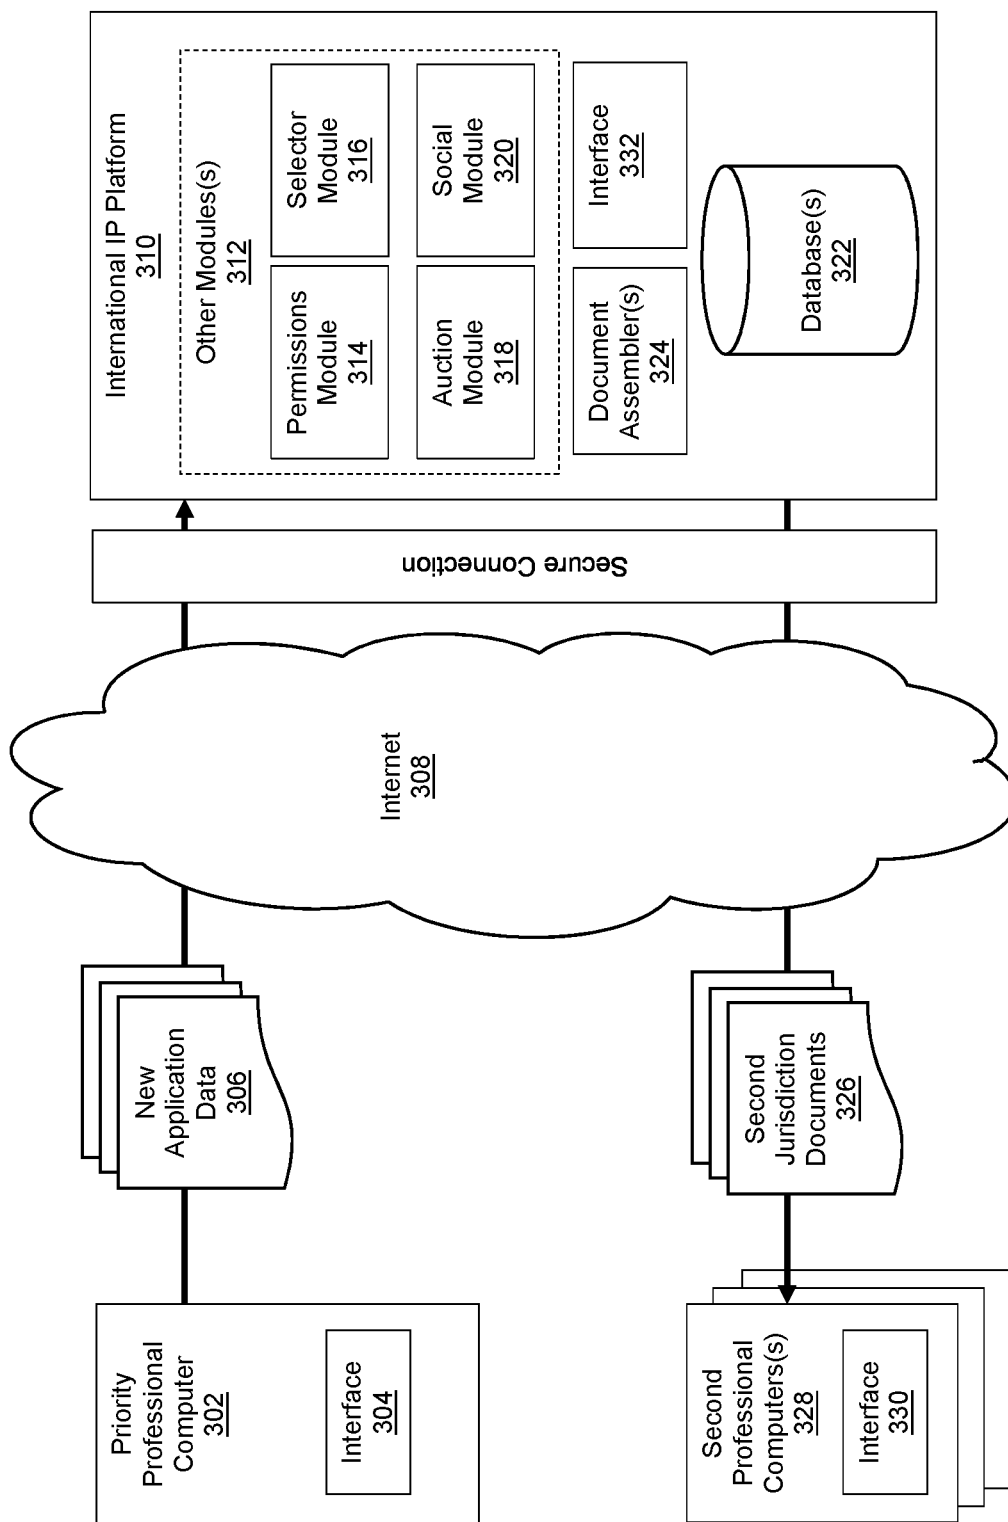 Priority
Professional
Computer
302
Interface
304
New
Application
Data
306
Internet
308
Secure Connection
International IP Platform
310
Other Modules(s)
312
Permissions
Module
314
Selector
Module
316
Auction
Module
318
Social
Module
320
Document
Assembler(s)
324
Interface
332
Database(s)
322
Second
Jurisdiction
Documents
326
Second
Professional
Computers(s)
328
Interface
330